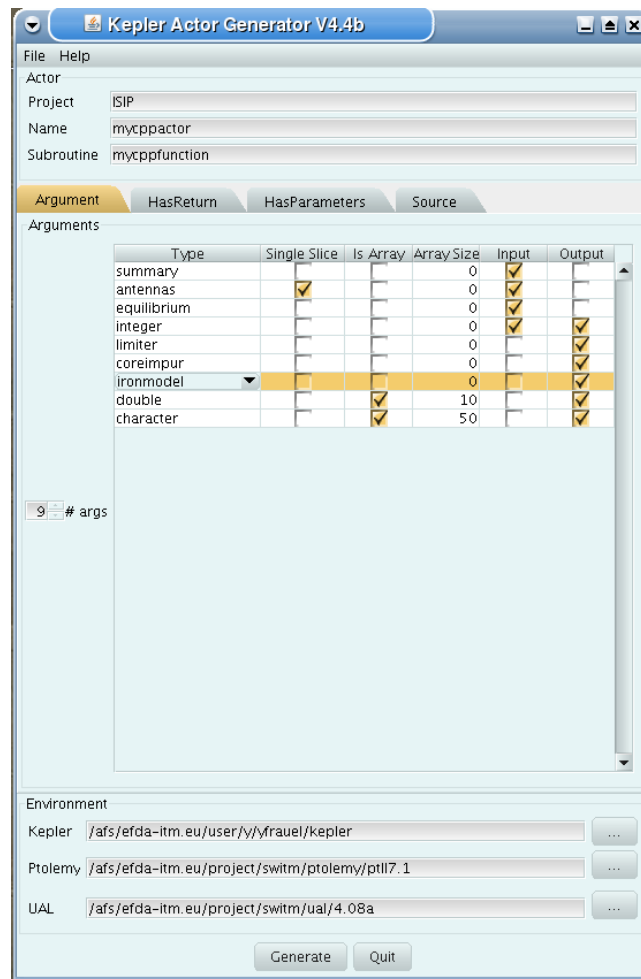 Kepler Actor Generator V4.4b
File Help
Actor
Project ISIP
Name mycppactor
Subroutine mycppfunction
Argument HasReturn HasParameters Source
Arguments
Type Single Slice Is Array Array Size Input Output
summary 0
antennas 0
equilibrium 0
integer 0
limiter 0
coreimpur 0
ironmodel 0
double 10
character 50
9 # args
Environment
Kepler /afs/efda-itm.eu/user/y/yfrauel/kepler ...
Ptolemy /afs/efda-itm.eu/project/switm/ptolemy/ptII7.1 ...
UAL /afs/efda-itm.eu/project/switm/ual/4.08a ...
Generate Quit